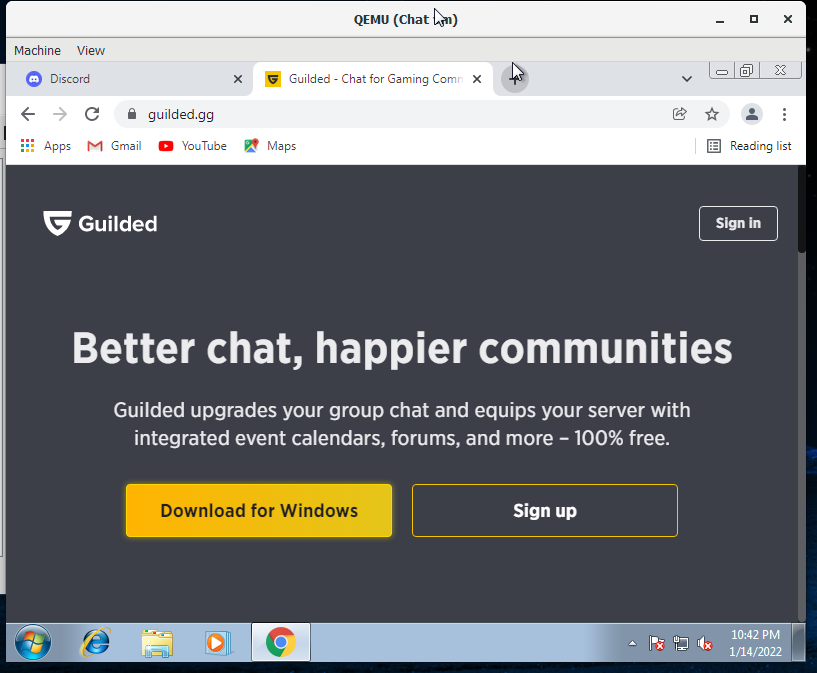 QEMU (Chat m)
Machine View
Discord
Guilded - Chat for Gaming Comm
guilded.gg
Apps Gmail YouTube Maps Reading list
Guilded
Sign in
Better chat, happier communities
Guilded upgrades your group chat and equips your server with
integrated event calendars, forums, and more – 100% free.
Download for Windows
Sign up
10:42 PM
1/14/2022